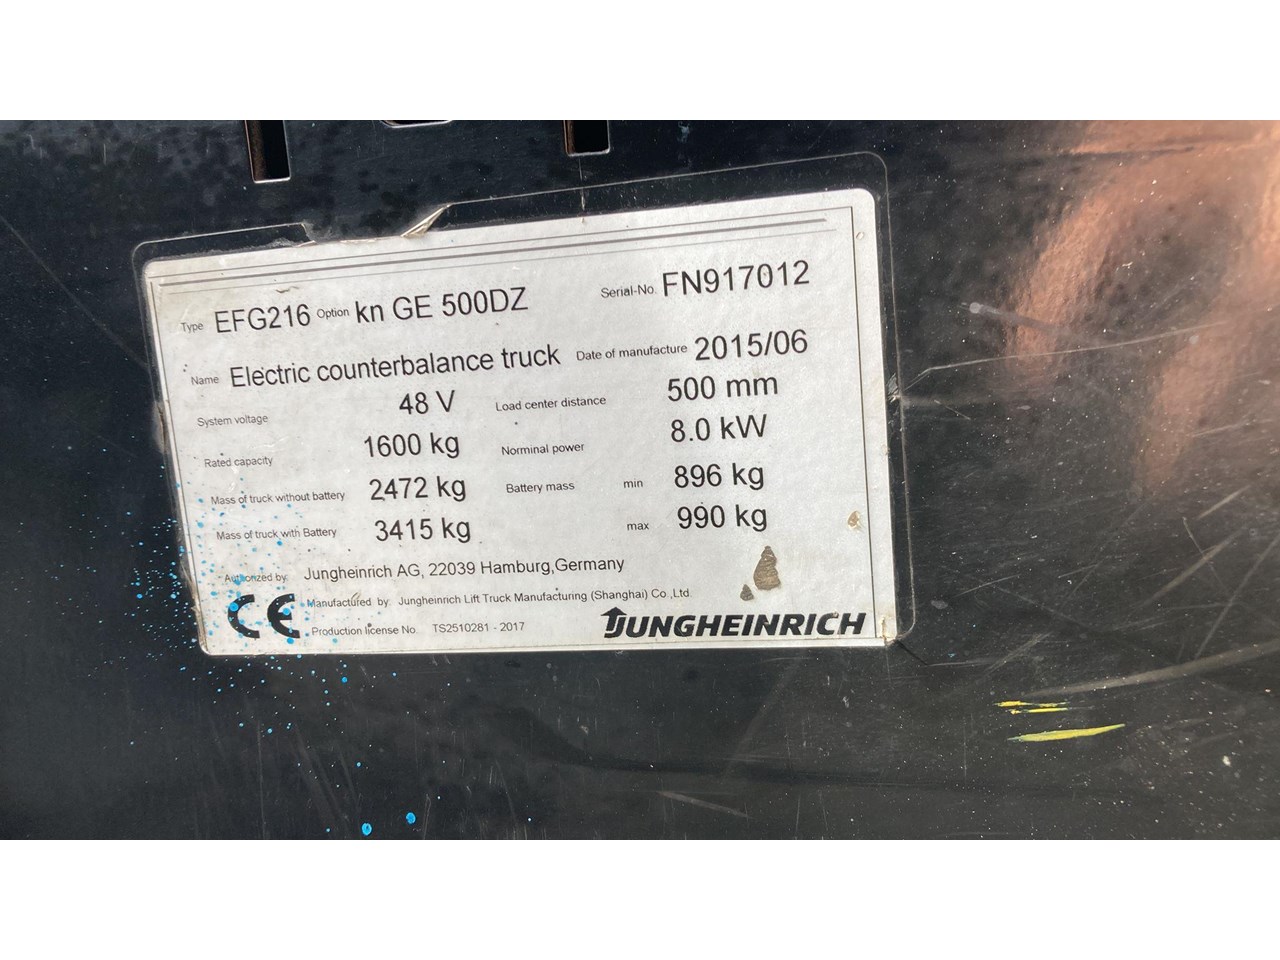 Type EFG216 Option kn GE 500DZ Serial-No. FN917012
Name Electric counterbalance truck Date of manufacture 2015/06
System voltage 48 V Load center distance 500 mm
Rated capacity 1600 kg Norminal power 8.0 kW
Mass of truck without battery 2472 kg Battery mass min 896 kg
Mass of truck with Battery 3415 kg max 990 kg
Authorized by: Jungheinrich AG, 22039 Hamburg,Germany
Manufactured by: Jungheinrich Lift Truck Manufacturing (Shanghai) Co.,Ltd.
CE Production license No. TS2510281 - 2017 JUNGHEINRICH